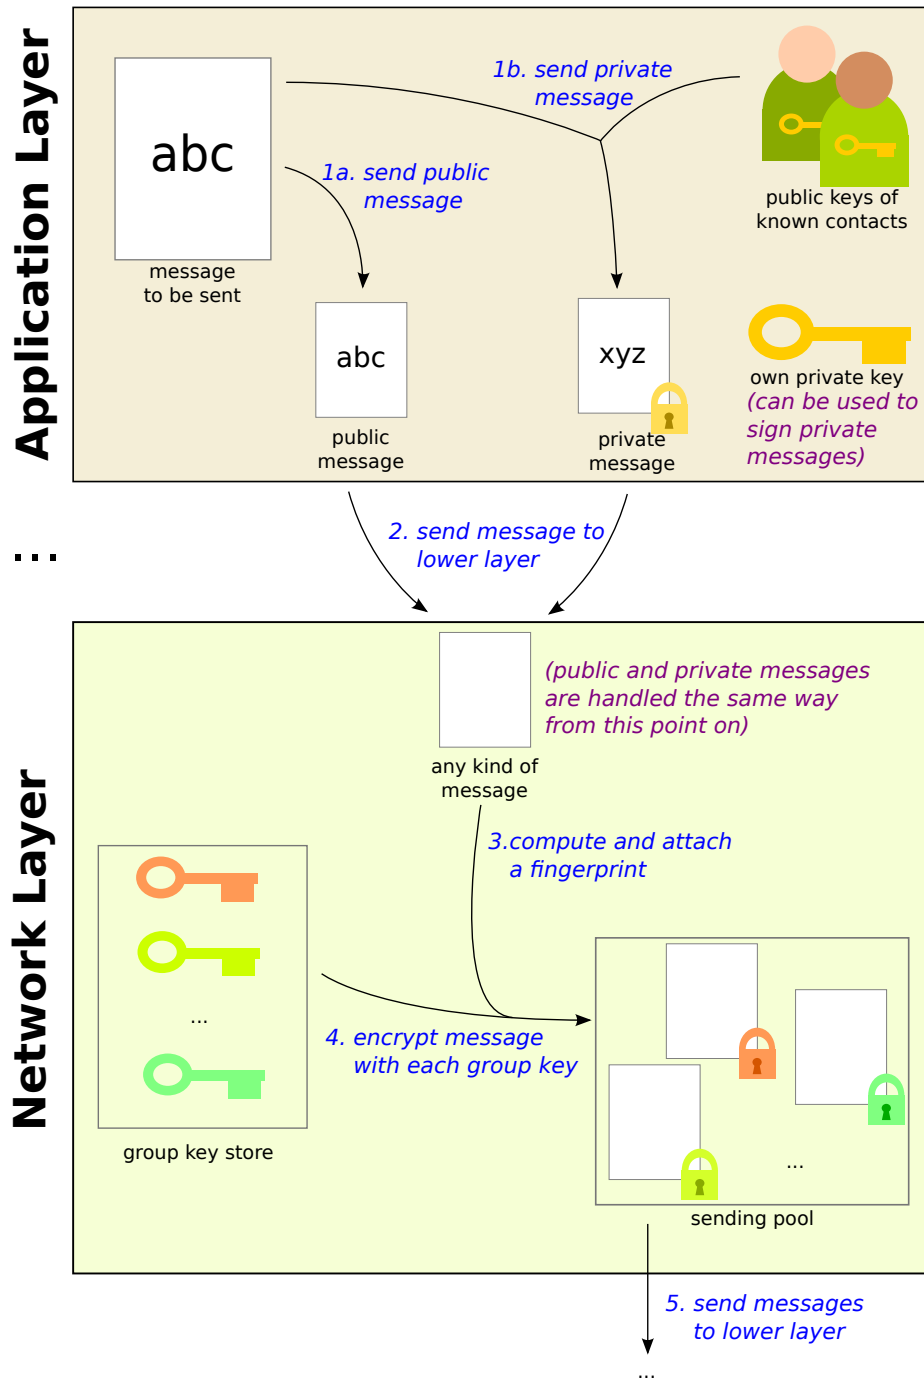 Application Layer
abc
message
to be sent
1a. send public
message
1b. send private
message
public keys of
known contacts
abc
public
message
xyz
private
message
own private key
(can be used to
sign private
messages)
...
2. send message to
lower layer
Network Layer
any kind of
message
(public and private messages
are handled the same way
from this point on)
3.compute and attach
a fingerprint
...
group key store
4. encrypt message
with each group key
...
sending pool
5. send messages
to lower layer
...